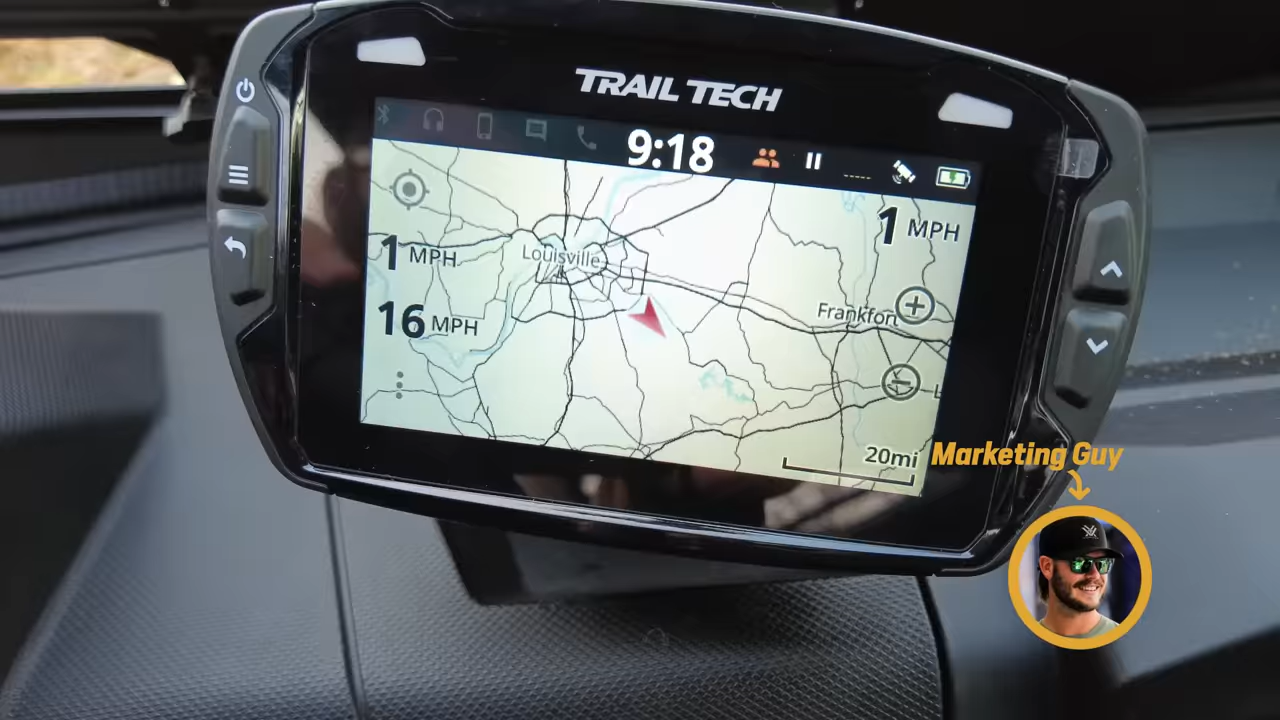 TRAIL TECH
9:18
1 MPH
Louisville
1 MPH
16 MPH
Frankfort
L
20mi
Marketing Guy